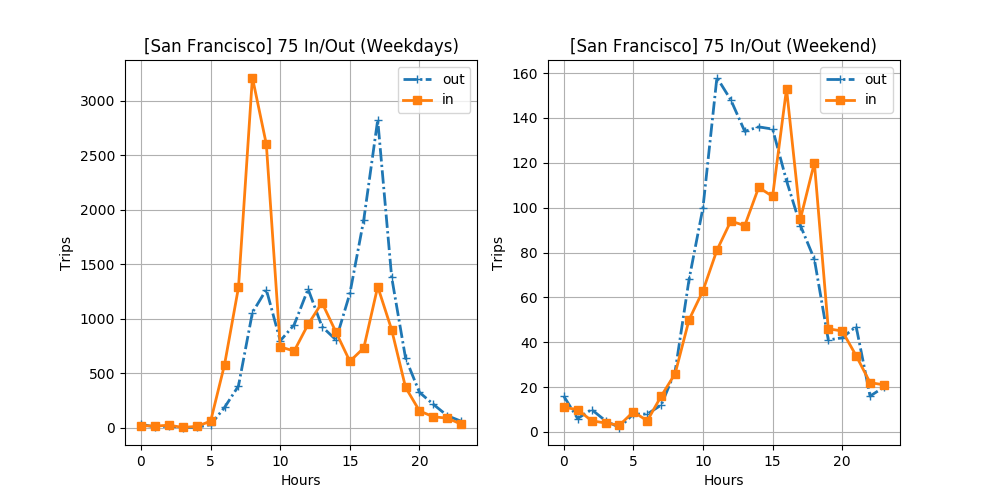 [San Francisco] 75 In/Out (Weekdays)
out
in
3000
2500
2000
1500
1000
500
0
Trips
0 5 10 15 20
Hours
[San Francisco] 75 In/Out (Weekend)
out
in
160
140
120
100
80
60
40
20
0
Trips
0 5 10 15 20
Hours